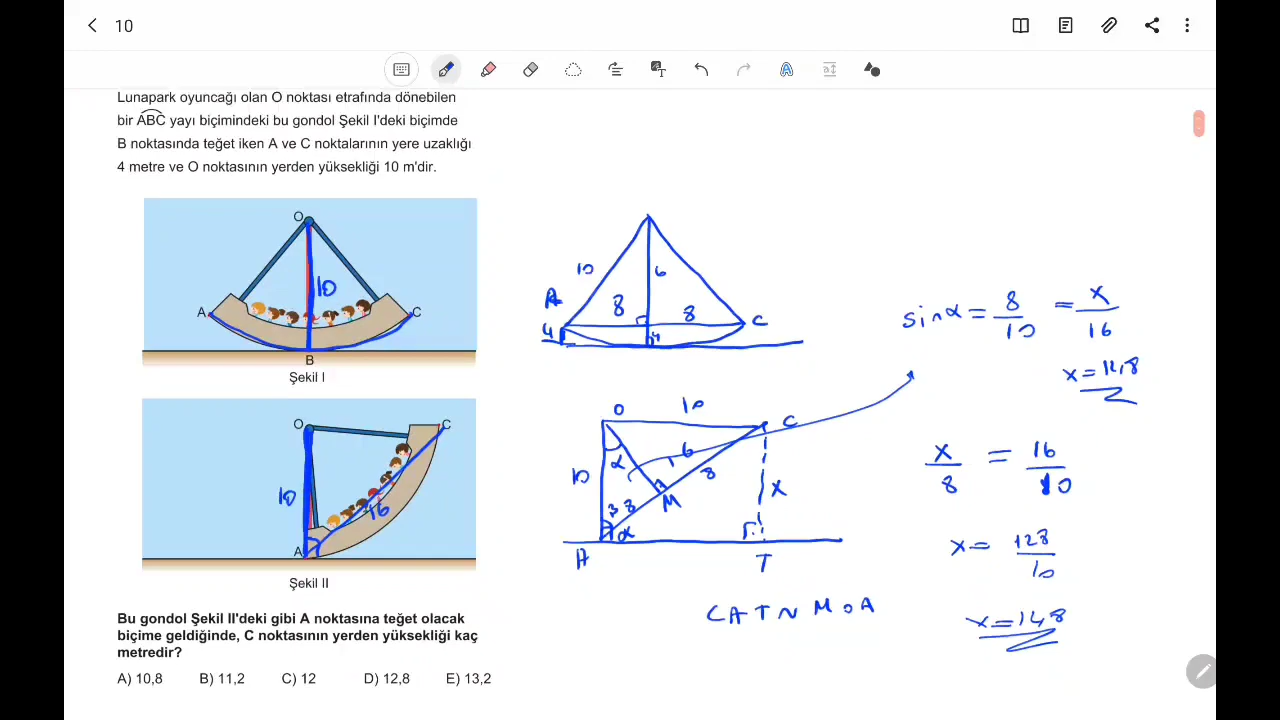 10
Lunapark oyuncağı olan O noktası etrafında dönebilen
bir ABC yayı biçimindeki bu gondol Şekil I'deki biçimde
B noktasında teğet iken A ve C noktalarının yere uzaklığı
4 metre ve O noktasının yerden yüksekliği 10 m'dir.
O
10
A
C
B
Şekil I
O
C
10
16
A
Şekil II
Bu gondol Şekil II'deki gibi A noktasına teğet olacak
biçime geldiğinde, C noktasının yerden yüksekliği kaç
metredir?
A) 10,8 B) 11,2 C) 12 D) 12,8 E) 13,2
10
6
A
8
8
C
4
4
O
10
C
α
6
10
8
x
8
M
α
A
T
C A T ~ M O A
sin α = 8/10 = x/16
x = 12,8
x/8 = 16/10
x = 128/10
x = 12,8